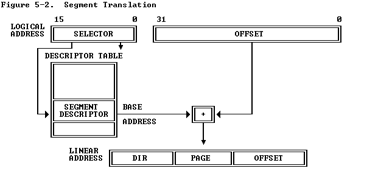 Figure 5-2. Segment Translation
15 0 31 0
LOGICAL ADDRESS SELECTOR OFFSET
DESCRIPTOR TABLE
SEGMENT DESCRIPTOR
BASE ADDRESS
+
LINEAR ADDRESS DIR PAGE OFFSET